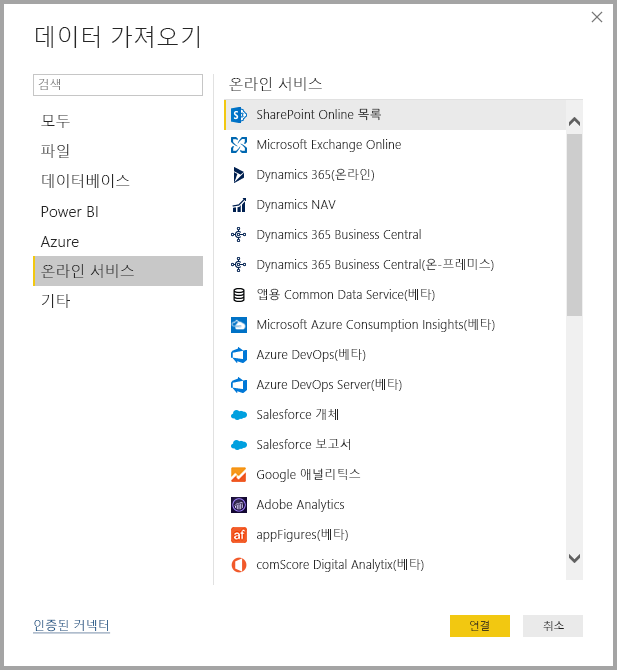 데이터 가져오기
검색
모두
파일
데이터베이스
Power BI
Azure
온라인 서비스
기타
온라인 서비스
SharePoint Online 목록
Microsoft Exchange Online
Dynamics 365(온라인)
Dynamics NAV
Dynamics 365 Business Central
Dynamics 365 Business Central(온-프레미스)
앱용 Common Data Service(베타)
Microsoft Azure Consumption Insights(베타)
Azure DevOps(베타)
Azure DevOps Server(베타)
Salesforce 개체
Salesforce 보고서
Google 애널리틱스
Adobe Analytics
appFigures(베타)
comScore Digital Analytix(베타)
인증된 커넥터
연결
취소